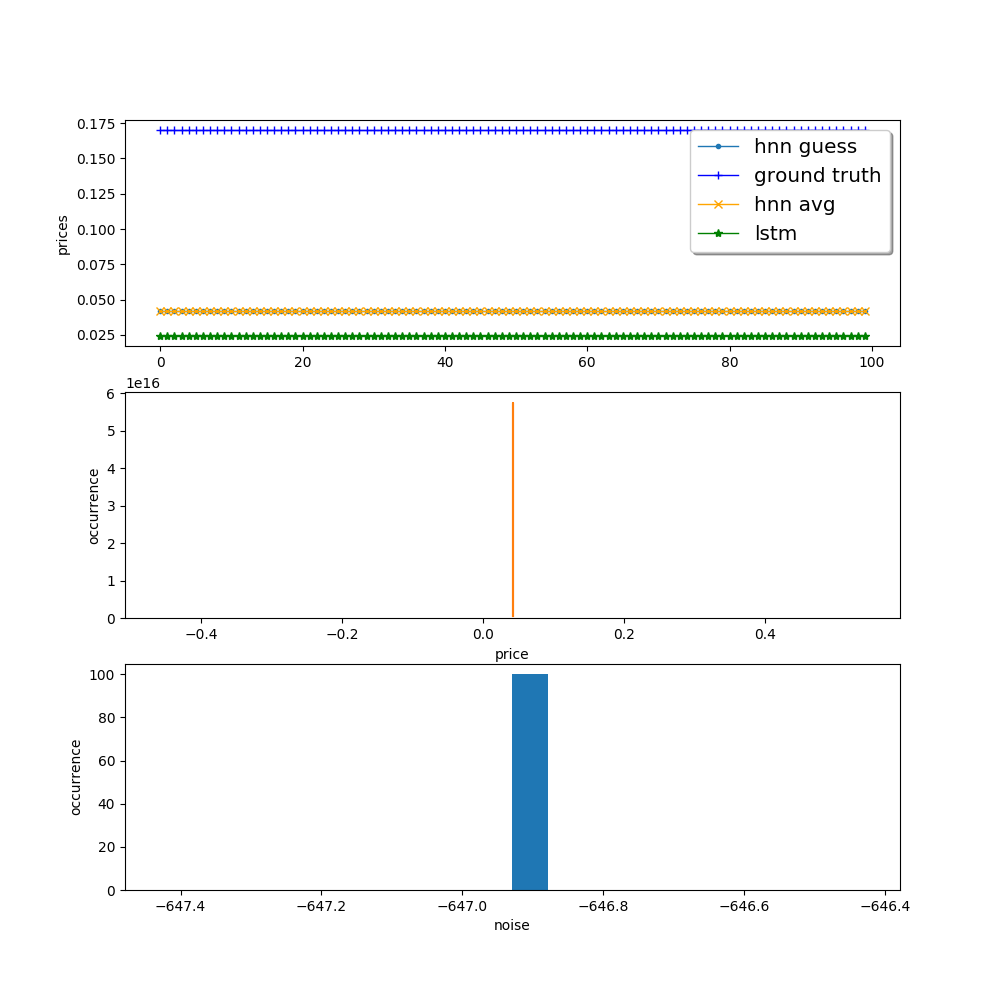 0.175
0.150
0.125
0.100
0.075
0.050
0.025
prices
hnn guess
ground truth
hnn avg
lstm
0 20 40 60 80 100
1e16
6
5
4
3
2
1
0
occurrence
−0.4 −0.2 0.0 0.2 0.4
price
100
80
60
40
20
0
occurrence
−647.4 −647.2 −647.0 −646.8 −646.6 −646.4
noise